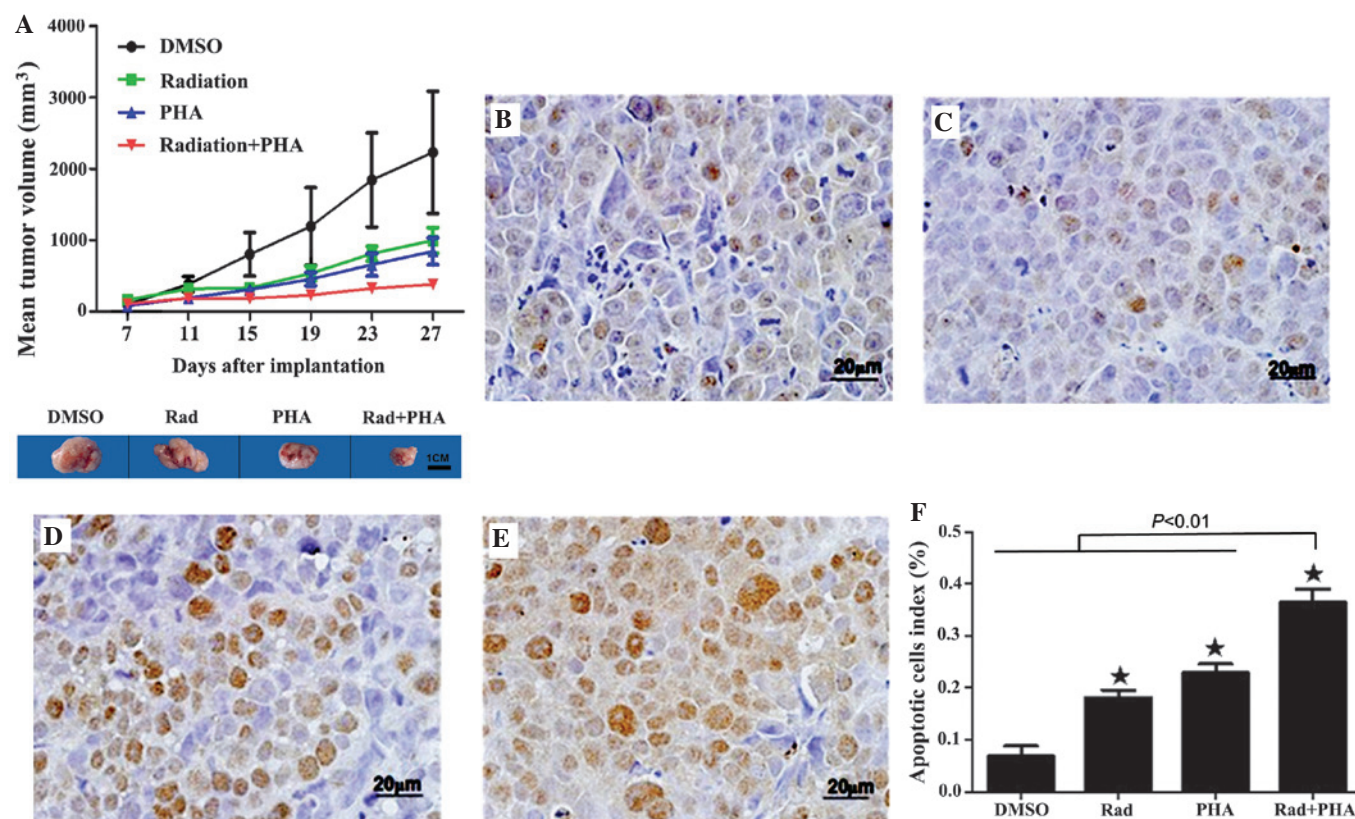 A
4000
3000
2000
1000
0
Mean tumor volume (mm³)
DMSO
Radiation
PHA
Radiation+PHA
7 11 15 19 23 27
Days after implantation
DMSO Rad PHA Rad+PHA
1CM
B
20µm
C
20µm
D
20µm
E
20µm
F
P<0.01
0.5
0.4
0.3
0.2
0.1
0.0
Apoptotic cells index (%)
DMSO Rad PHA Rad+PHA